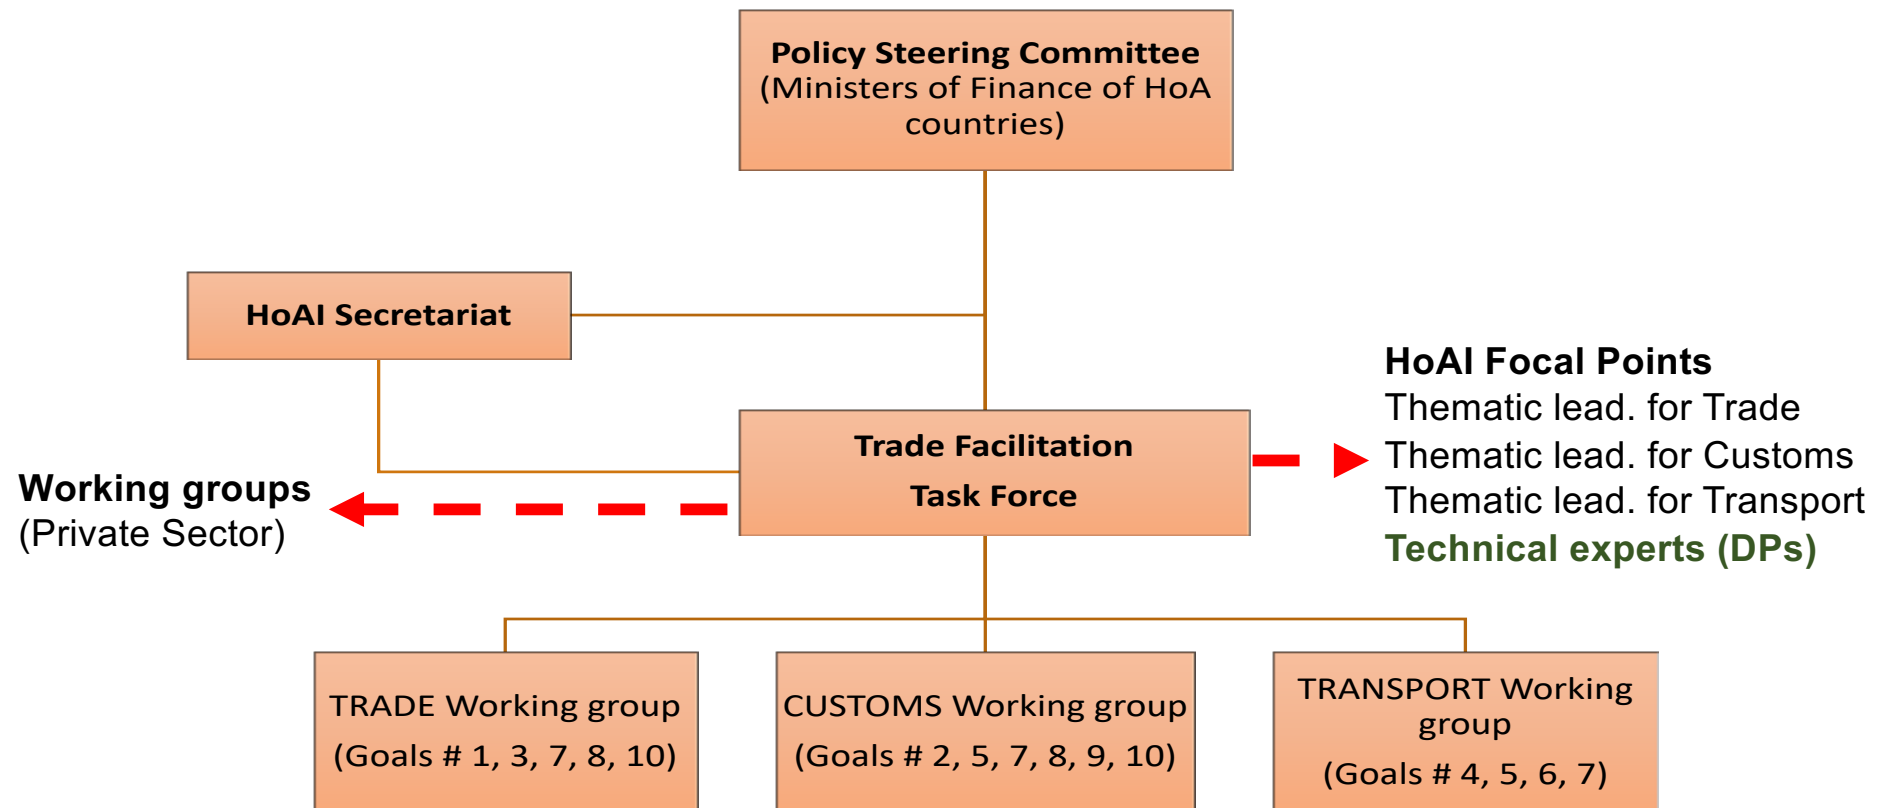 Policy Steering Committee
(Ministers of Finance of HoA
countries)
HoAI Secretariat
Trade Facilitation
Task Force
HoAI Focal Points
Thematic lead. for Trade
Thematic lead. for Customs
Thematic lead. for Transport
Technical experts (DPs)
Working groups
(Private Sector)
TRADE Working group
(Goals # 1, 3, 7, 8, 10)
CUSTOMS Working group
(Goals # 2, 5, 7, 8, 9, 10)
TRANSPORT Working
group
(Goals # 4, 5, 6, 7)